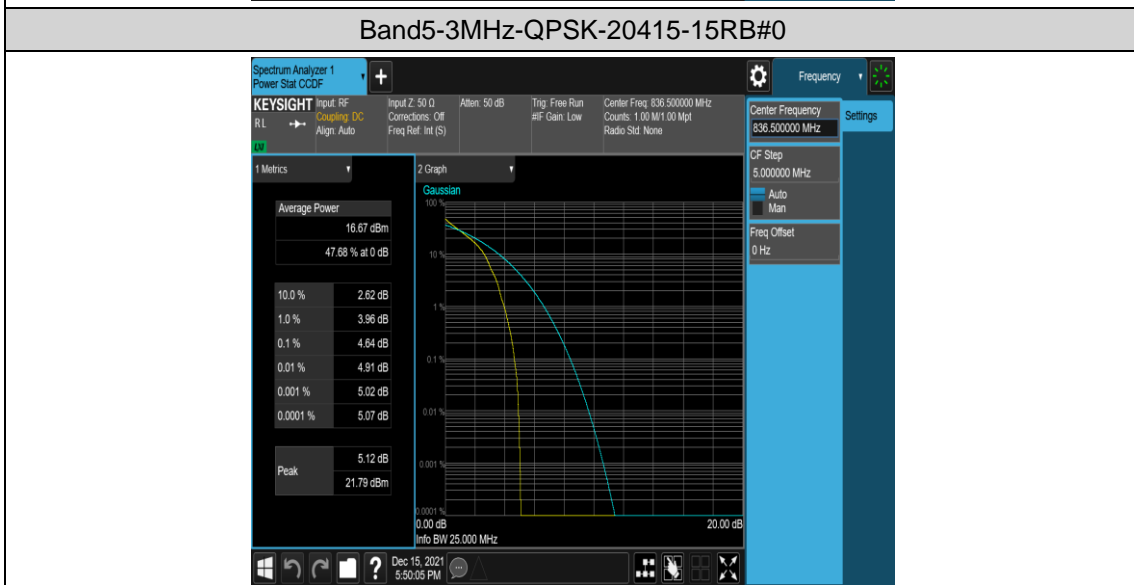 Band5-3MHz-QPSK-20415-15RB#0
Spectrum Analyzer 1
Power Stat CCDF
+
Frequency
KEYSIGHT
RL
Input: RF
Coupling: DC
Align: Auto
Input Z: 50 Ω
Corrections: Off
Freq Ref: Int (S)
Atten: 50 dB
Trig: Free Run
#IF Gain: Low
Center Freq: 836.500000 MHz
Counts: 1.00 M/1.00 Mpt
Radio Std: None
Center Frequency
836.500000 MHz
Settings
CF Step
5.000000 MHz
Auto
Man
Freq Offset
0 Hz
1 Metrics
Average Power
16.67 dBm
47.68 % at 0 dB
10.0 % 2.62 dB
1.0 % 3.96 dB
0.1 % 4.64 dB
0.01 % 4.91 dB
0.001 % 5.02 dB
0.0001 % 5.07 dB
Peak
5.12 dB
21.79 dBm
2 Graph
Gaussian
100 %
10 %
1 %
0.1 %
0.01 %
0.001 %
0.0001 %
0.00 dB 20.00 dB
Info BW 25.000 MHz
?
Dec 15, 2021
5:50:05 PM